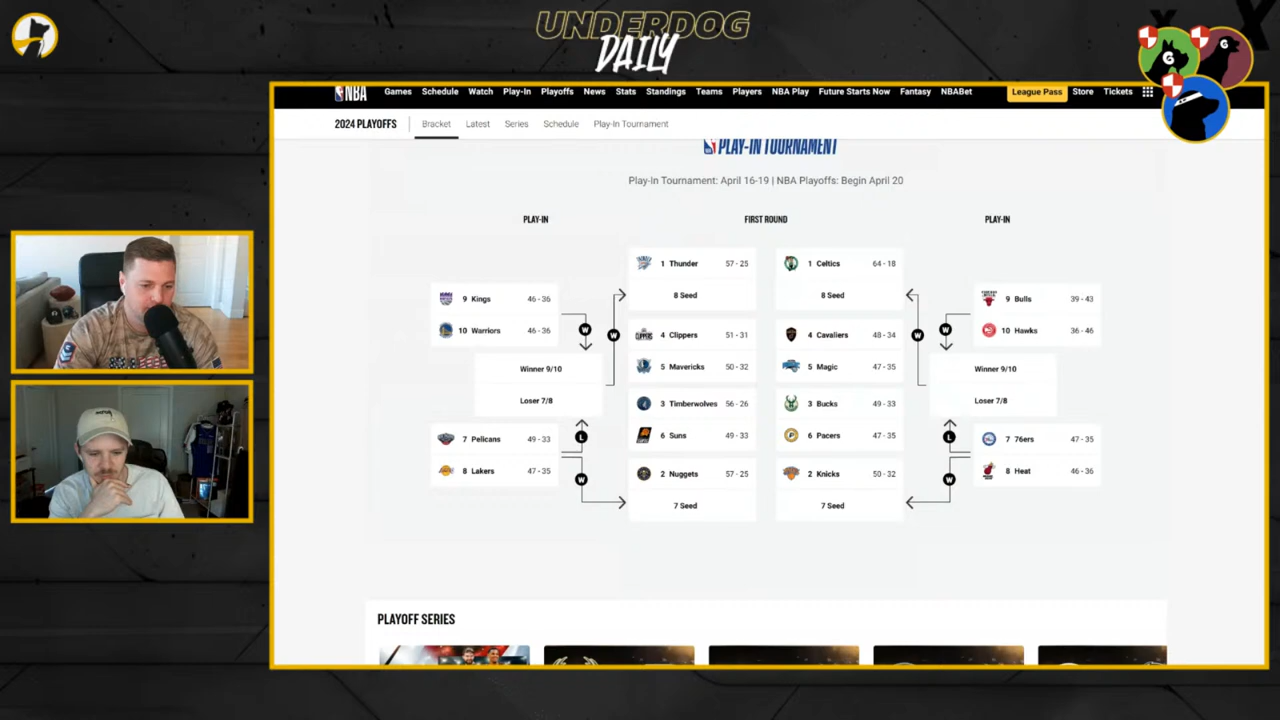 UNDERDOG
DAILY
NBA Games Schedule Watch Play-In Playoffs News Stats Standings Teams Players NBA Play Future Starts Now Fantasy NBABet League Pass Store Tickets
2024 PLAYOFFS Bracket Latest Series Schedule Play-In Tournament
PLAY-IN TOURNAMENT
Play-In Tournament: April 16-19 | NBA Playoffs: Begin April 20
PLAY-IN FIRST ROUND PLAY-IN
9 Kings 46 - 36
10 Warriors 46 - 36
W
W
Winner 9/10
Loser 7/8
7 Pelicans 49 - 33
8 Lakers 47 - 35
L
W
1 Thunder 57 - 25
8 Seed
4 Clippers 51 - 31
5 Mavericks 50 - 32
3 Timberwolves 56 - 26
6 Suns 49 - 33
2 Nuggets 57 - 25
7 Seed
1 Celtics 64 - 18
8 Seed
4 Cavaliers 48 - 34
5 Magic 47 - 35
3 Bucks 49 - 33
6 Pacers 47 - 35
2 Knicks 50 - 32
7 Seed
9 Bulls 39 - 43
10 Hawks 36 - 46
W
W
Winner 9/10
Loser 7/8
7 76ers 47 - 35
8 Heat 46 - 36
L
W
PLAYOFF SERIES
G
G